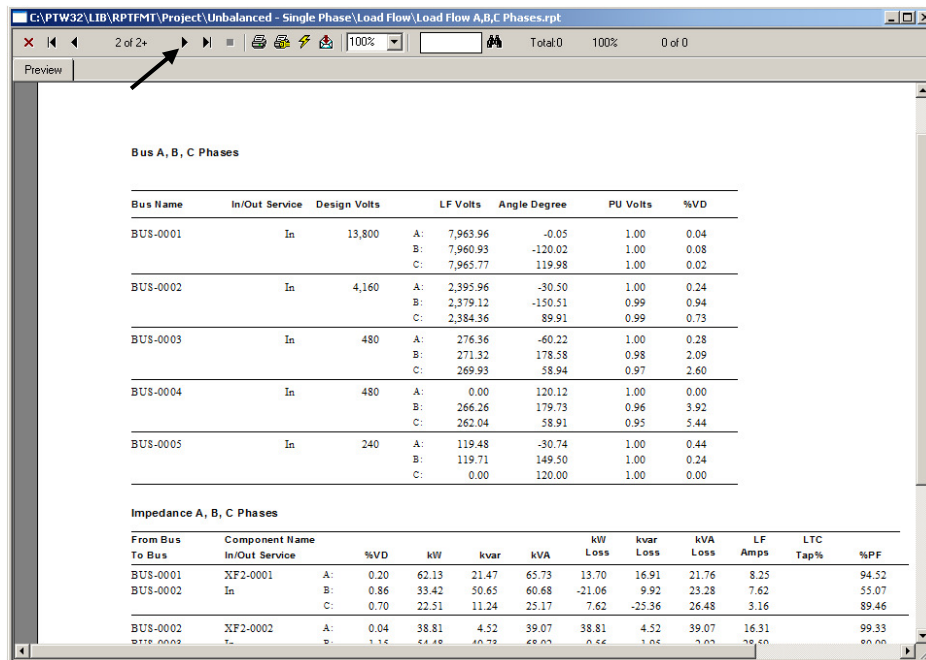 C:\PTW32\LIB\RPTFMT\Project\Unbalanced - Single Phase\Load Flow\Load Flow A,B,C Phases.rpt
2 of 2+ 100% Total:0 100% 0 of 0
Preview
Bus A, B, C Phases
Bus Name In/Out Service Design Volts LF Volts Angle Degree PU Volts %VD
BUS-0001 In 13,800 A: 7,963.96 -0.05 1.00 0.04
B: 7,960.93 -120.02 1.00 0.08
C: 7,965.77 119.98 1.00 0.02
BUS-0002 In 4,160 A: 2,395.96 -30.50 1.00 0.24
B: 2,379.12 -150.51 0.99 0.94
C: 2,384.36 89.91 0.99 0.73
BUS-0003 In 480 A: 276.36 -60.22 1.00 0.28
B: 271.32 178.58 0.98 2.09
C: 269.93 58.94 0.97 2.60
BUS-0004 In 480 A: 0.00 120.12 1.00 0.00
B: 266.26 179.73 0.96 3.92
C: 262.04 58.91 0.95 5.44
BUS-0005 In 240 A: 119.48 -30.74 1.00 0.44
B: 119.71 149.50 1.00 0.24
C: 0.00 120.00 1.00 0.00
Impedance A, B, C Phases
From Bus Component Name kW kvar kVA LF LTC
To Bus In/Out Service %VD kW kvar kVA Loss Loss Loss Amps Tap% %PF
BUS-0001 XF2-0001 A: 0.20 62.13 21.47 65.73 13.70 16.91 21.76 8.25 94.52
BUS-0002 In B: 0.86 33.42 50.65 60.68 -21.06 9.92 23.28 7.62 55.07
C: 0.70 22.51 11.24 25.17 7.62 -25.36 26.48 3.16 89.46
BUS-0002 XF2-0002 A: 0.04 38.81 4.52 39.07 38.81 4.52 39.07 16.31 99.33